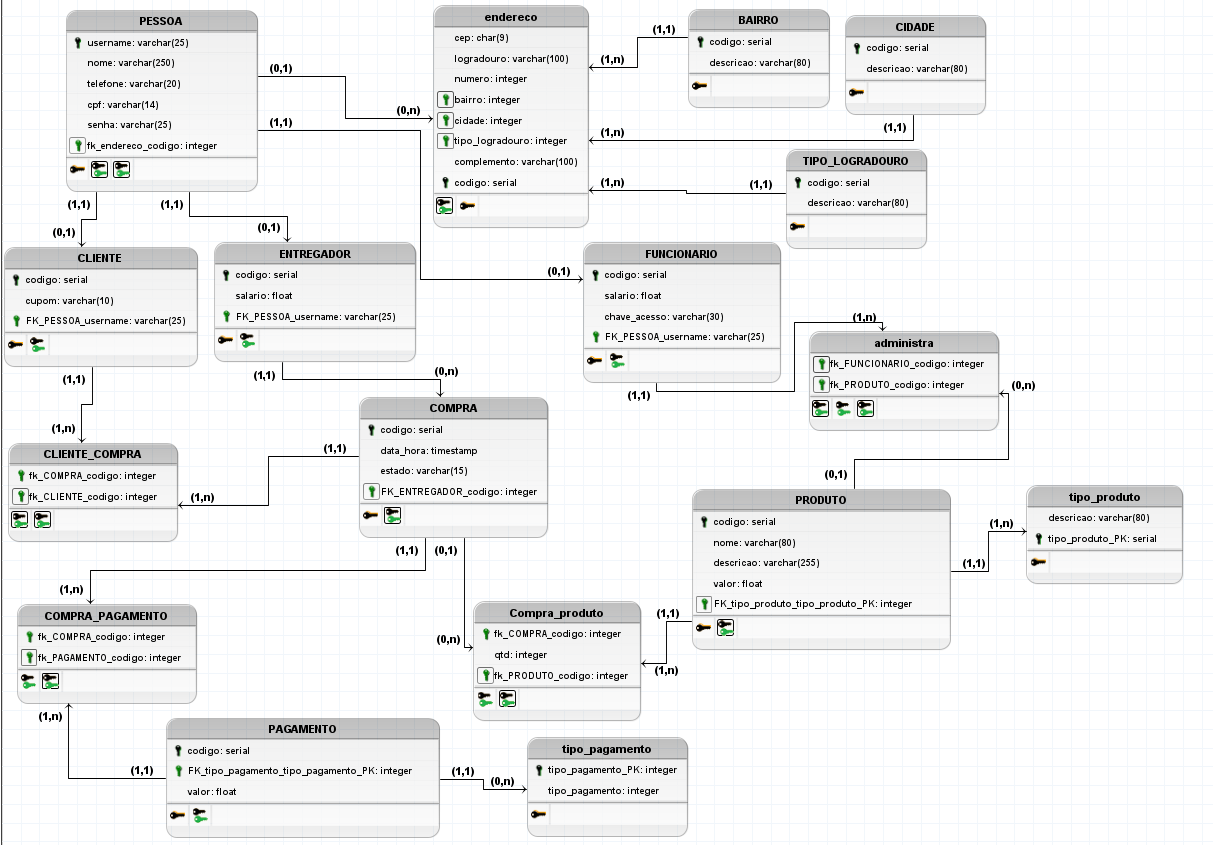 PESSOA
username: varchar(25)
nome: varchar(250)
telefone: varchar(20)
cpf: varchar(14)
senha: varchar(25)
fk_endereco_codigo: integer
endereco
cep: char(9)
logradouro: varchar(100)
numero: integer
bairro: integer
cidade: integer
tipo_logradouro: integer
complemento: varchar(100)
codigo: serial
BAIRRO
codigo: serial
descricao: varchar(80)
CIDADE
codigo: serial
descricao: varchar(80)
(1,1)
(1,n)
(0,1)
(0,n)
(1,1)
(1,n)
(1,1)
TIPO_LOGRADOURO
codigo: serial
descricao: varchar(80)
(1,n)
(1,1)
(1,1)
(0,1)
(1,1)
(0,1)
(0,1)
CLIENTE
codigo: serial
cupom: varchar(10)
FK_PESSOA_username: varchar(25)
ENTREGADOR
codigo: serial
salario: float
FK_PESSOA_username: varchar(25)
FUNCIONARIO
codigo: serial
salario: float
chave_acesso: varchar(30)
FK_PESSOA_username: varchar(25)
(1,n)
administra
fk_FUNCIONARIO_codigo: integer
fk_PRODUTO_codigo: integer
(1,1)
(0,n)
(1,1)
(1,n)
(1,1)
(0,n)
COMPRA
codigo: serial
data_hora: timestamp
estado: varchar(15)
FK_ENTREGADOR_codigo: integer
CLIENTE_COMPRA
fk_COMPRA_codigo: integer
fk_CLIENTE_codigo: integer
(1,1)
(1,n)
(0,1)
PRODUTO
codigo: serial
nome: varchar(80)
descricao: varchar(255)
valor: float
FK_tipo_produto_tipo_produto_PK: integer
tipo_produto
descricao: varchar(80)
tipo_produto_PK: serial
(1,n)
(1,1)
(1,1)
(0,1)
(1,n)
COMPRA_PAGAMENTO
fk_COMPRA_codigo: integer
fk_PAGAMENTO_codigo: integer
Compra_produto
fk_COMPRA_codigo: integer
qtd: integer
fk_PRODUTO_codigo: integer
(0,n)
(1,1)
(1,n)
(1,n)
(1,1)
PAGAMENTO
codigo: serial
FK_tipo_pagamento_tipo_pagamento_PK: integer
valor: float
(1,1)
(0,n)
tipo_pagamento
tipo_pagamento_PK: integer
tipo_pagamento: integer